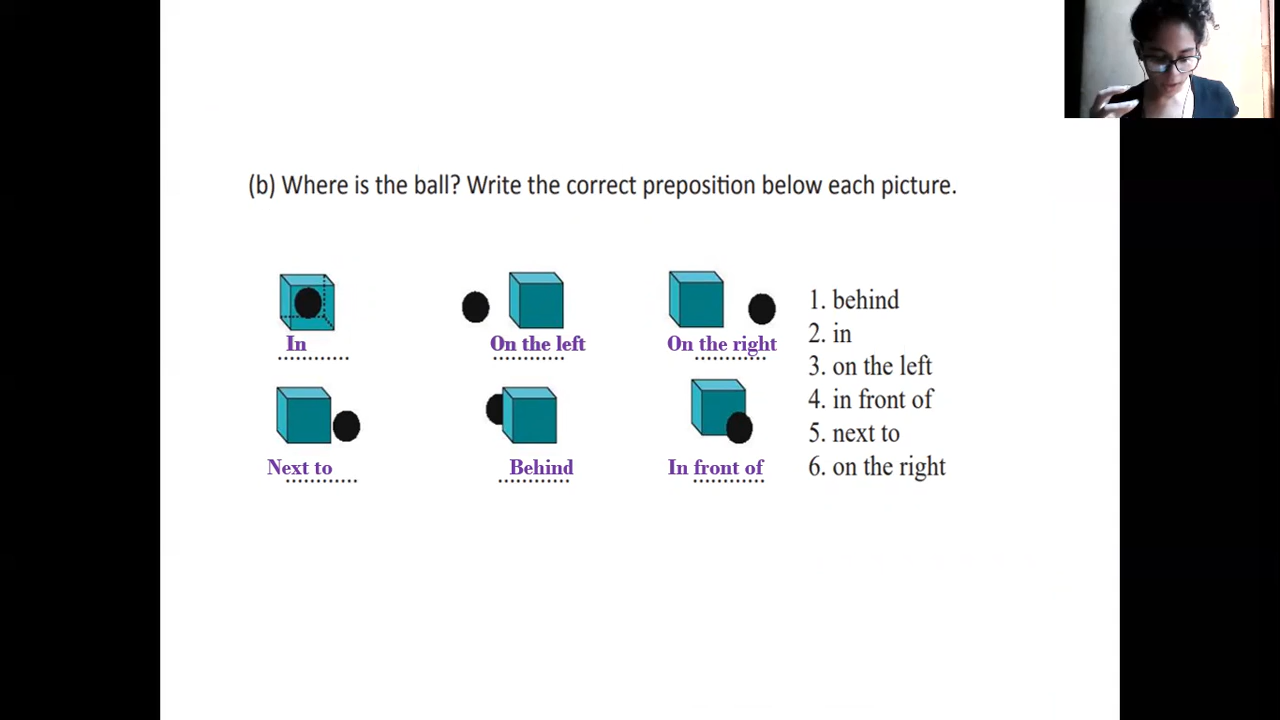 (b) Where is the ball? Write the correct preposition below each picture.
In
On the left
On the right
Next to
Behind
In front of
1. behind
2. in
3. on the left
4. in front of
5. next to
6. on the right